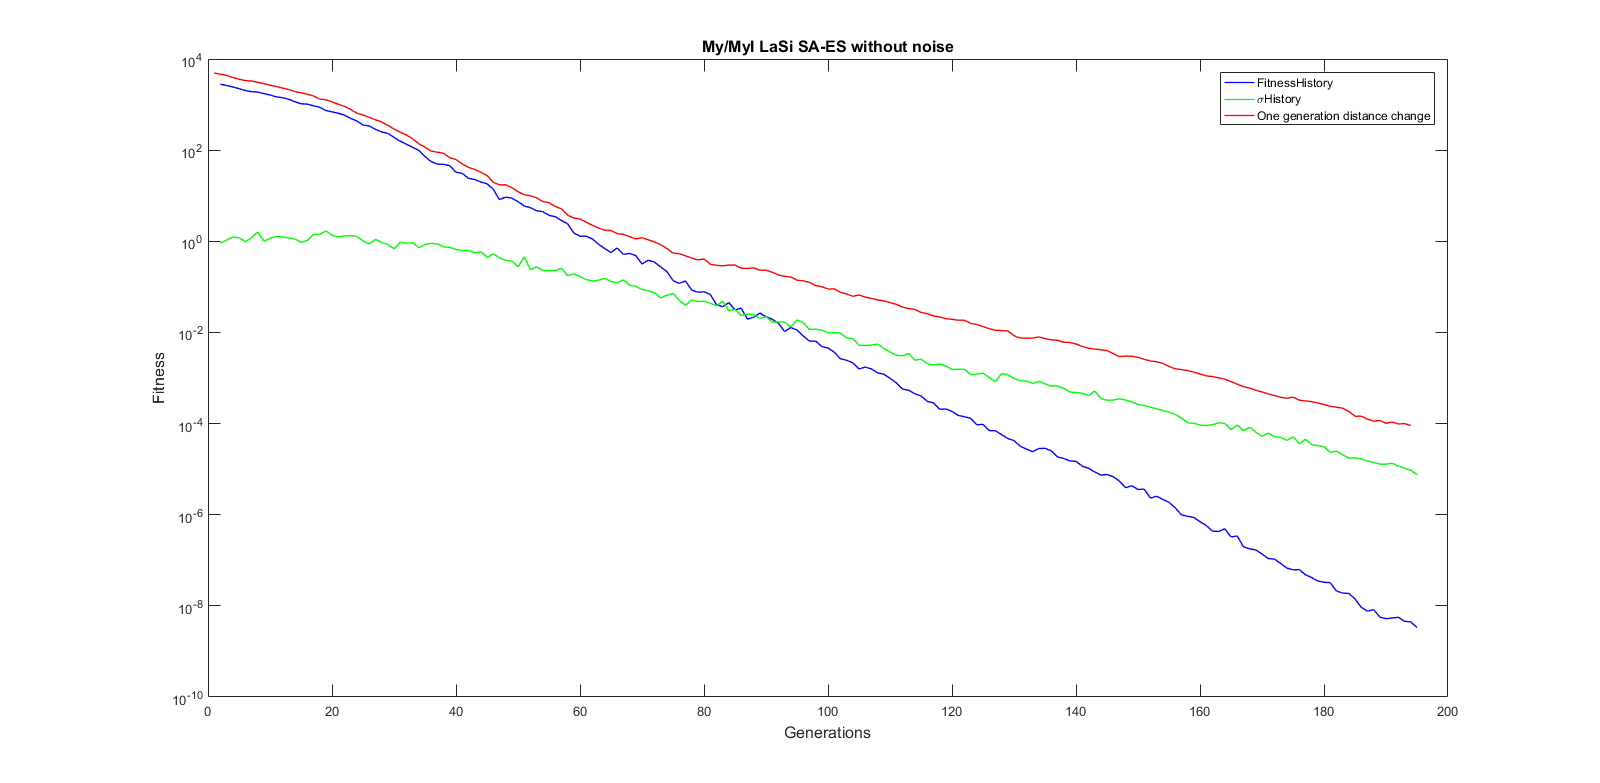 My/MyI LaSi SA-ES without noise
10^4
10^2
10^0
10^-2
10^-4
10^-6
10^-8
10^-10
Fitness
FitnessHistory
σHistory
One generation distance change
0 20 40 60 80 100 120 140 160 180 200
Generations